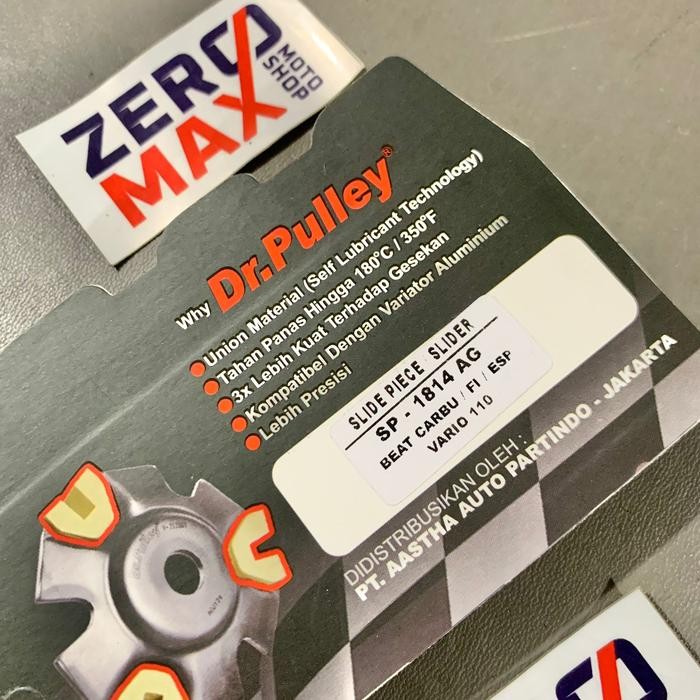 ZERO
MAX
MOTO
SHOP
Why Dr.Pulley®
Union Material (Self Lubricant Technology)
Tahan Panas Hingga 180°C / 350°F
3x Lebih Kuat Terhadap Gesekan
Kompatibel Dengan Variator Aluminium
Lebih Presisi
SLIDE PIECE SLIDER
SP - 1814 AG
BEAT CARBU / FI / ESP
VARIO 110
DIDISTRIBUSIKAN OLEH :
PT. AASTHA AUTO PARTINDO - JAKARTA